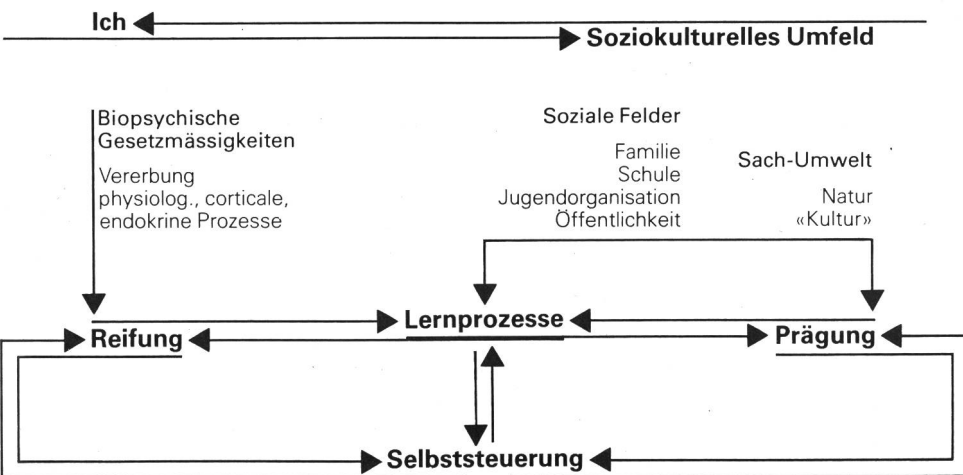 Ich
Soziokulturelles Umfeld
Biopsychische
Gesetzmässigkeiten
Vererbung
physiolog., corticale,
endokrine Prozesse
Soziale Felder
Familie
Schule
Jugendorganisation
Öffentlichkeit
Sach-Umwelt
Natur
«Kultur»
Lernprozesse
Reifung
Prägung
Selbststeuerung